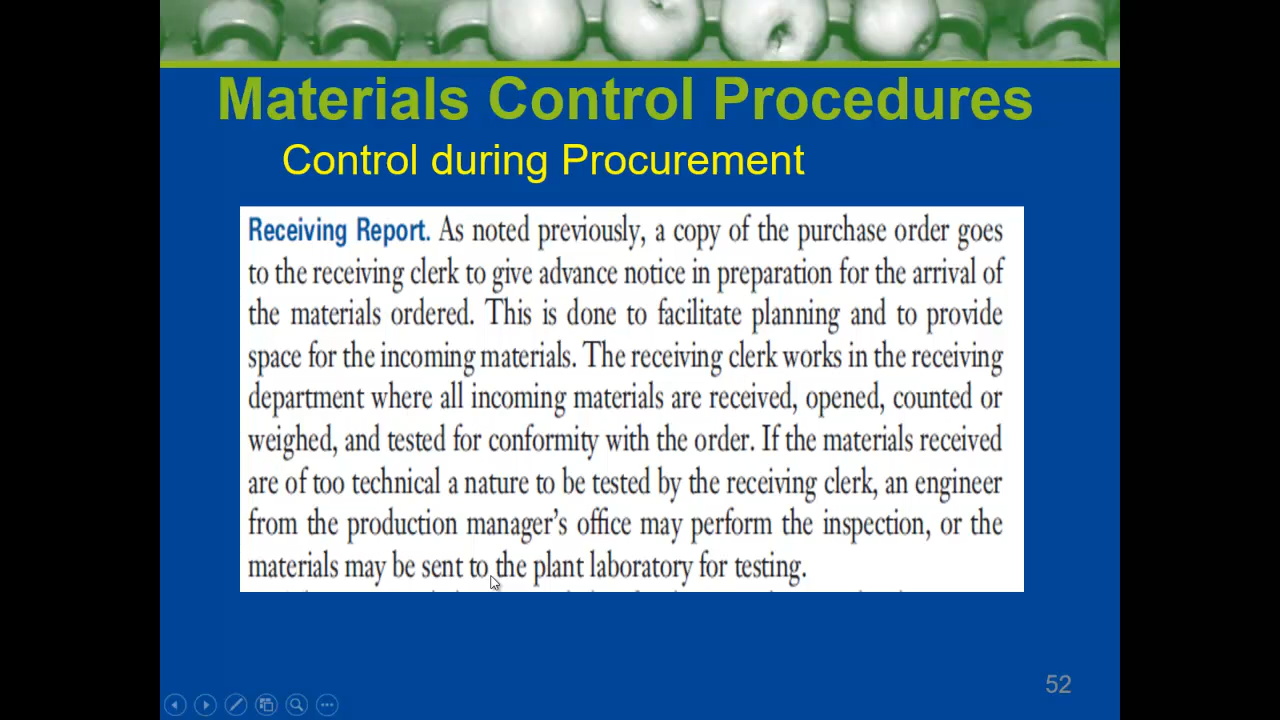 Materials Control Procedures
Control during Procurement
Receiving Report. As noted previously, a copy of the purchase order goes
to the receiving clerk to give advance notice in preparation for the arrival of
the materials ordered. This is done to facilitate planning and to provide
space for the incoming materials. The receiving clerk works in the receiving
department where all incoming materials are received, opened, counted or
weighed, and tested for conformity with the order. If the materials received
are of too technical a nature to be tested by the receiving clerk, an engineer
from the production manager's office may perform the inspection, or the
materials may be sent to the plant laboratory for testing.
52